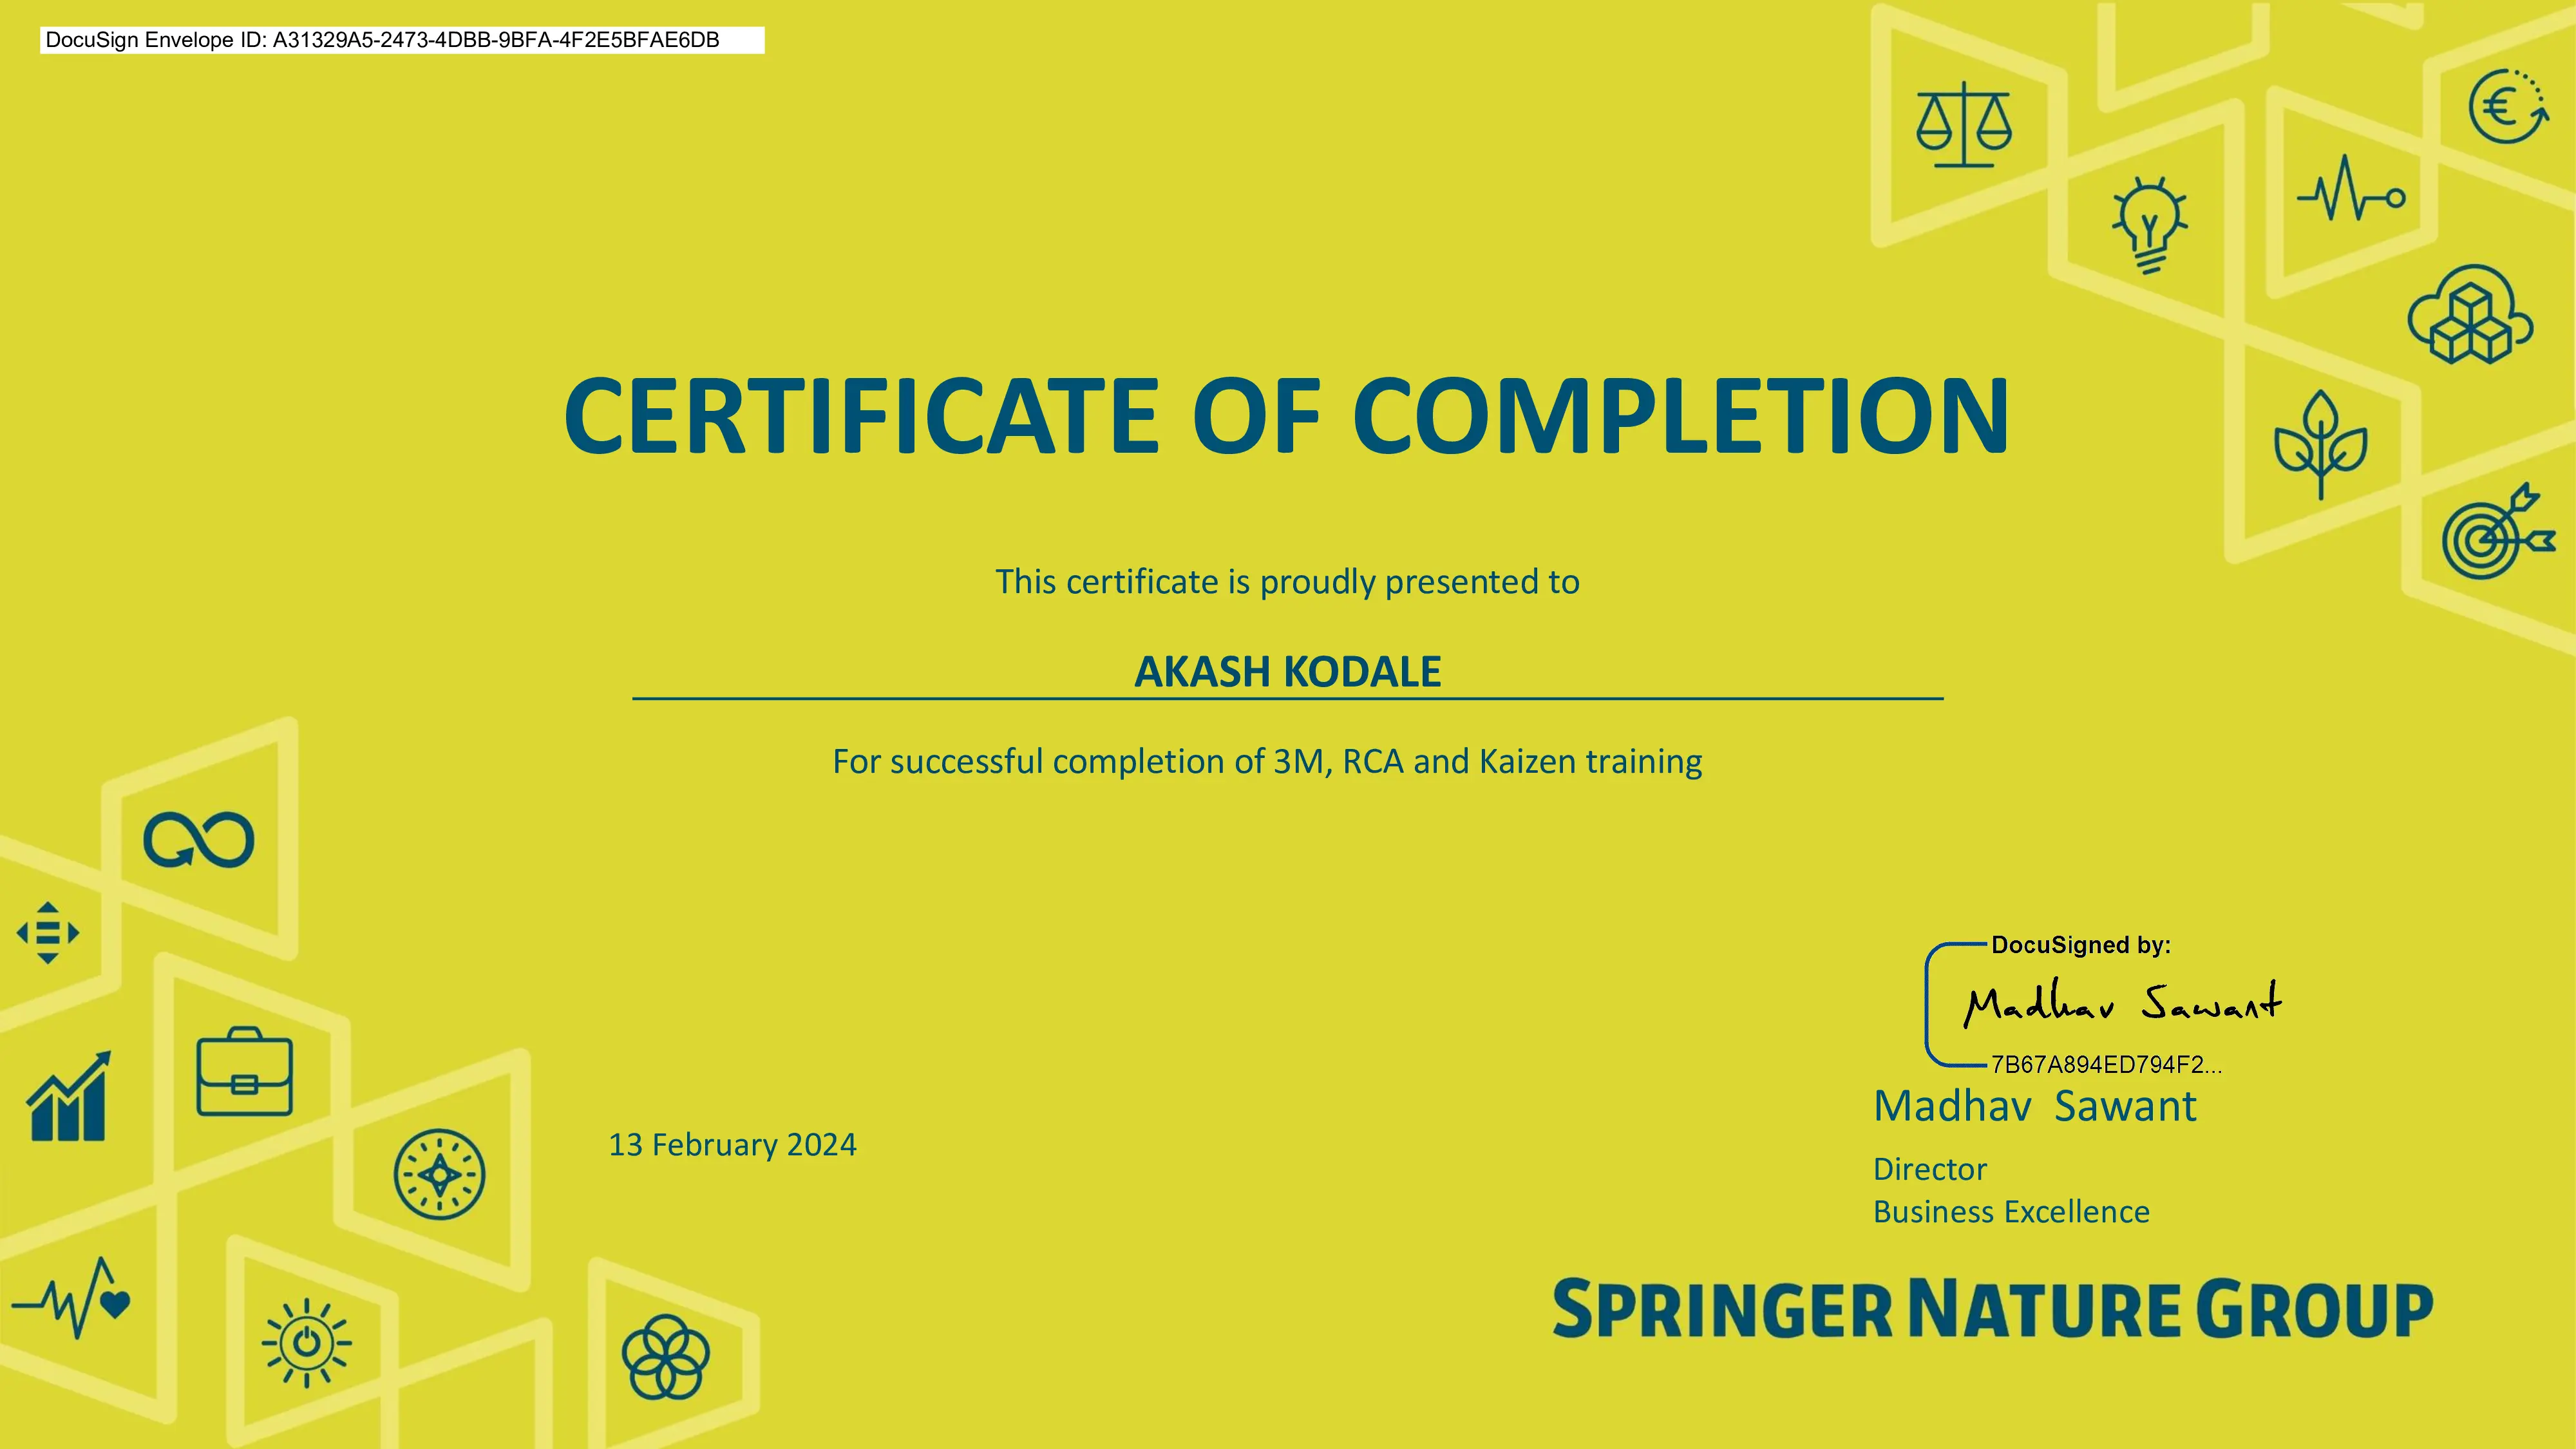 DocuSign Envelope ID: A31329A5-2473-4DBB-9BFA-4F2E5BFAE6DB
CERTIFICATE OF COMPLETION
This certificate is proudly presented to
AKASH KODALE
For successful completion of 3M, RCA and Kaizen training
DocuSigned by:
Madhav Sawant
7B67A894ED794F2...
Madhav Sawant
13 February 2024
Director
Business Excellence
SPRINGER NATURE GROUP